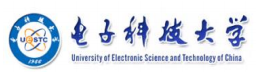 UESTC
1956
电子科技大学
University of Electronic Science and Technology of China